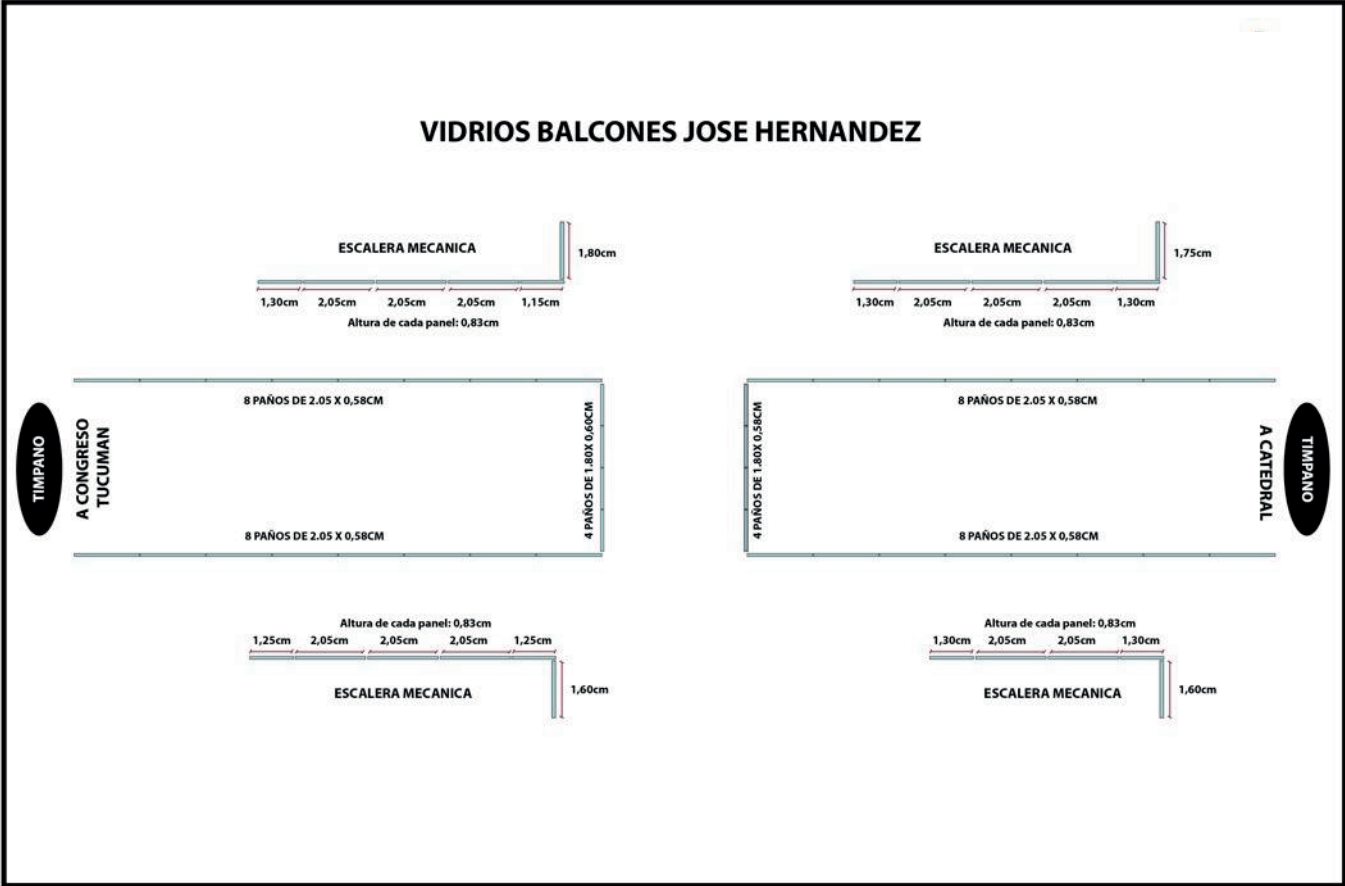 VIDRIOS BALCONES JOSE HERNANDEZ
ESCALERA MECANICA
1,80cm
1,30cm 2,05cm 2,05cm 2,05cm 1,15cm
Altura de cada panel: 0,83cm
ESCALERA MECANICA
1,75cm
1,30cm 2,05cm 2,05cm 2,05cm 1,30cm
Altura de cada panel: 0,83cm
TIMPANO
A CONGRESO
TUCUMAN
8 PAÑOS DE 2.05 X 0,58CM
4 PAÑOS DE 1.80X 0,60CM
8 PAÑOS DE 2.05 X 0,58CM
4 PAÑOS DE 1.80X 0,58CM
8 PAÑOS DE 2.05 X 0,58CM
8 PAÑOS DE 2.05 X 0,58CM
A CATEDRAL
TIMPANO
Altura de cada panel: 0,83cm
1,25cm 2,05cm 2,05cm 2,05cm 1,25cm
ESCALERA MECANICA
1,60cm
Altura de cada panel: 0,83cm
1,30cm 2,05cm 2,05cm 1,30cm
ESCALERA MECANICA
1,60cm